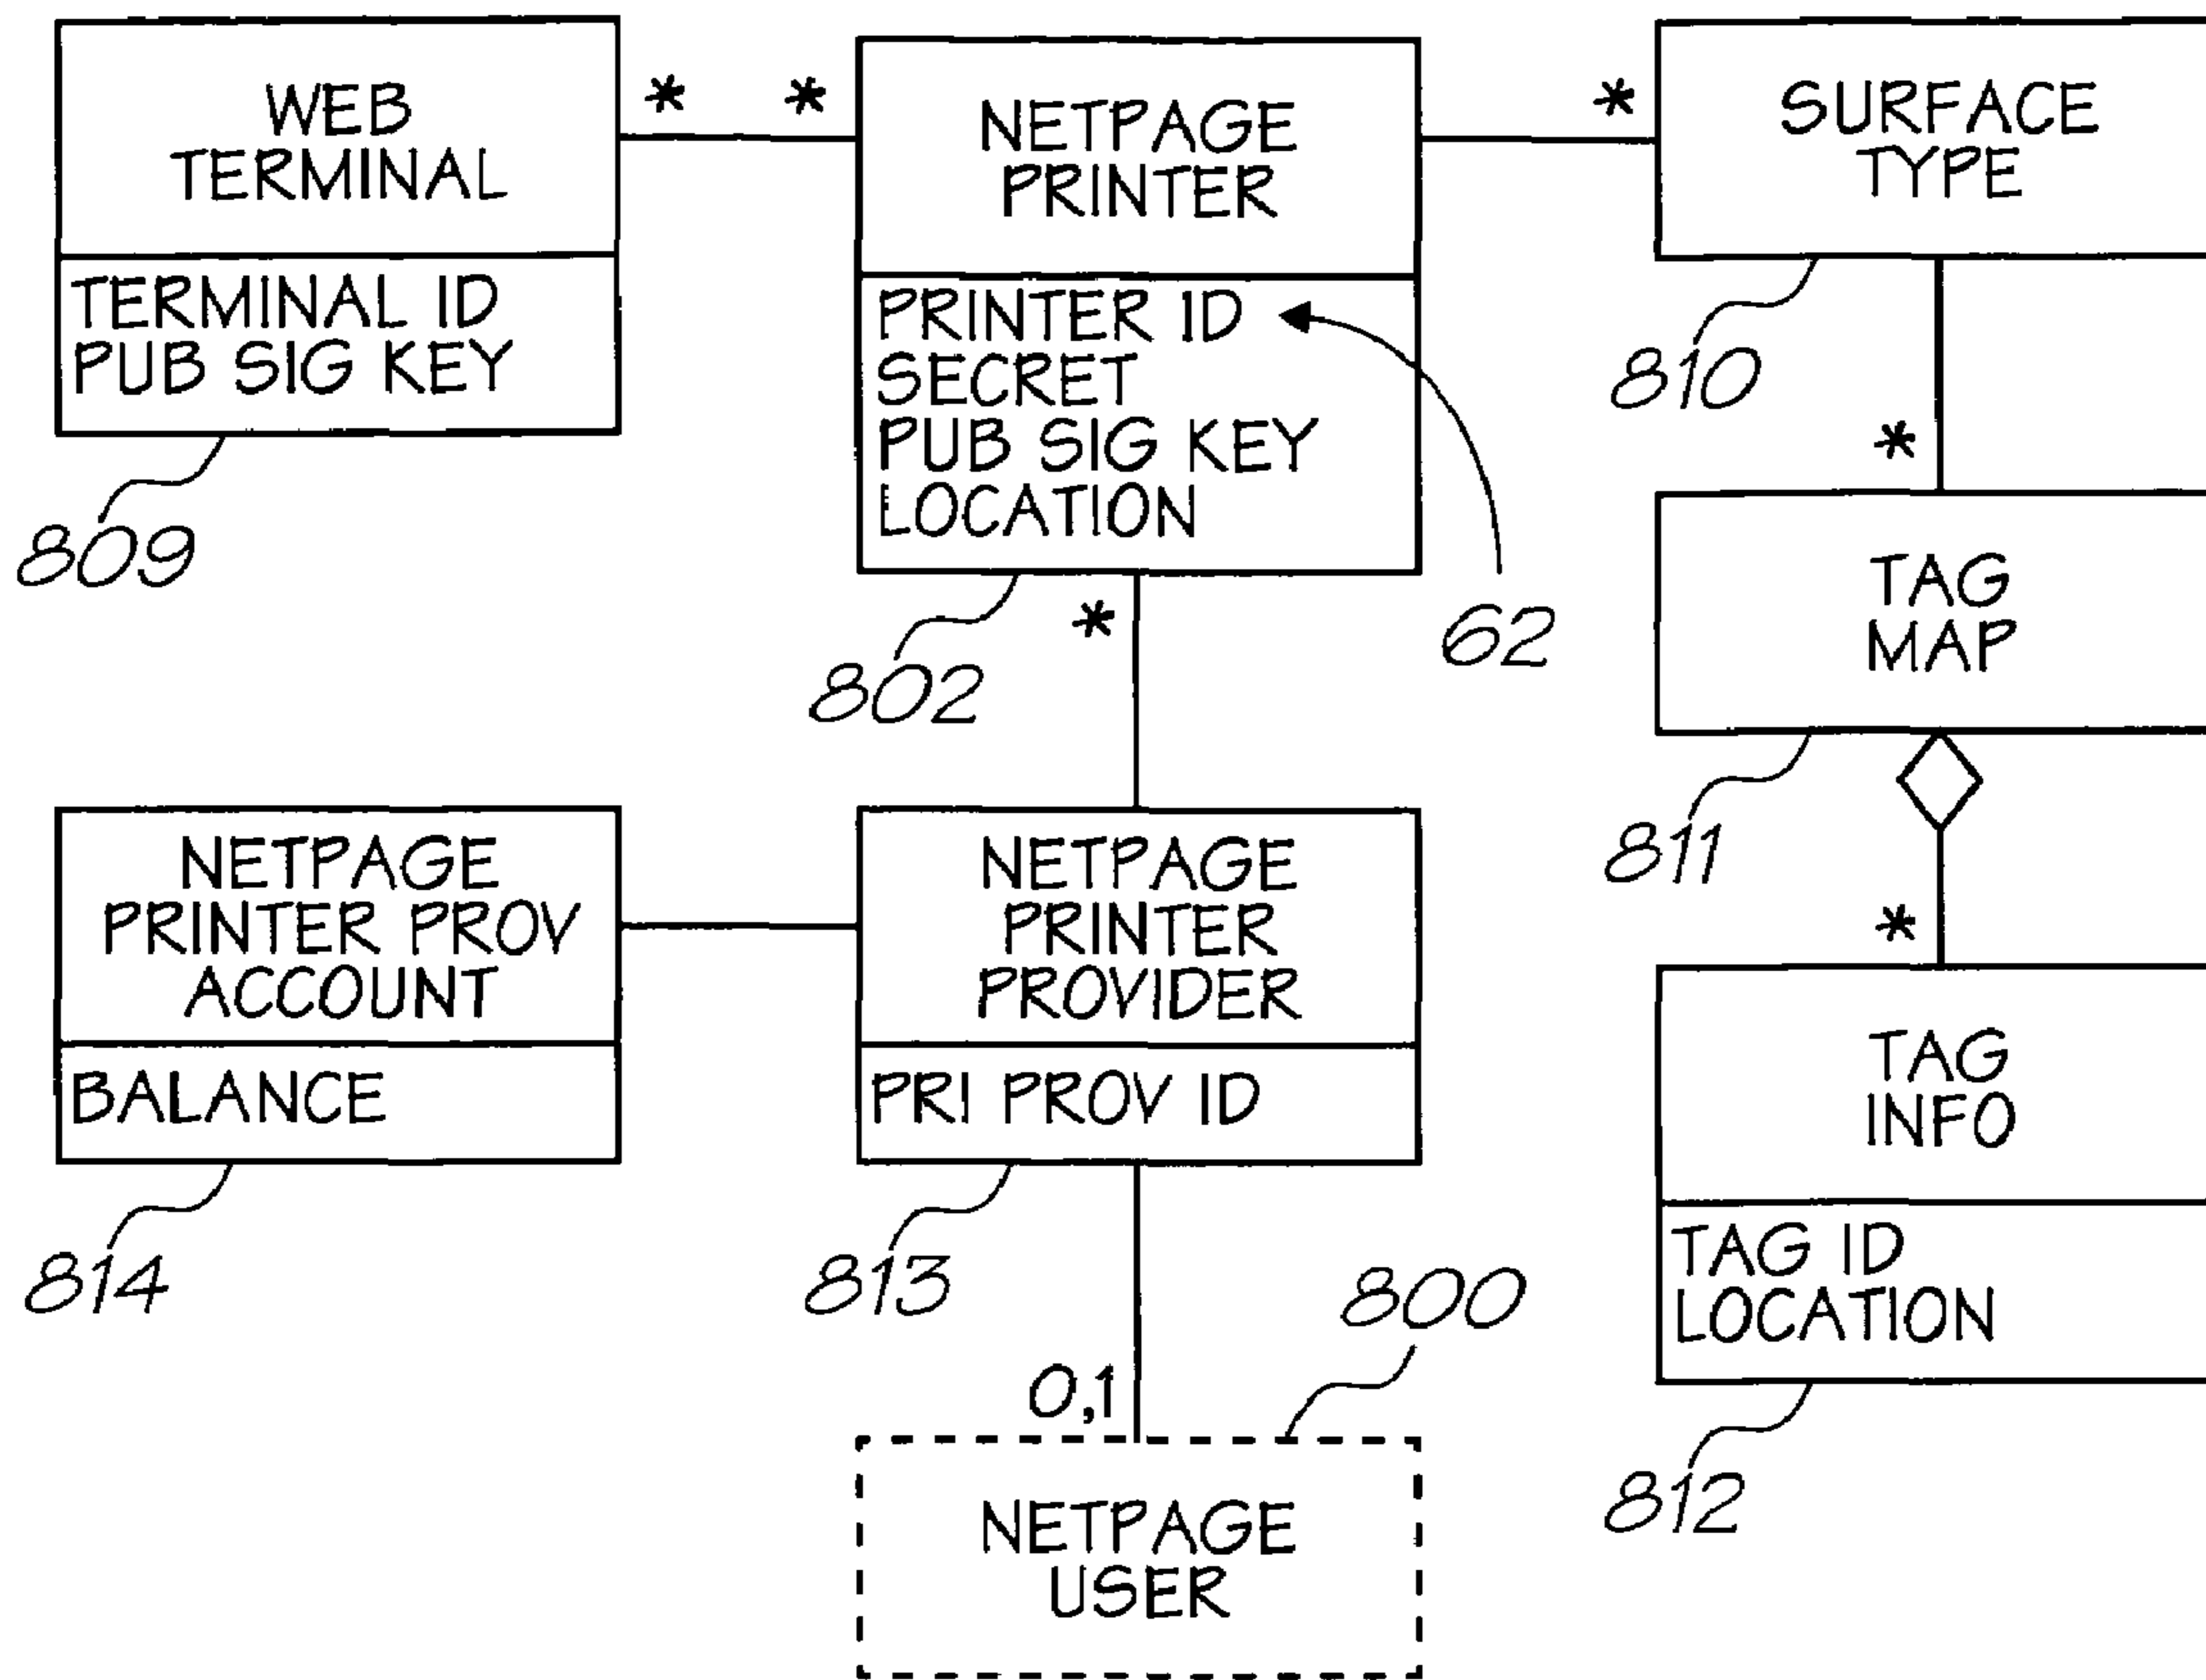 WEB
TERMINAL
TERMINAL ID
PUB SIG KEY
809
*
*
NETPAGE
PRINTER
PRINTER ID
SECRET
PUB SIG KEY
LOCATION
62
802
*
*
SURFACE
TYPE
810
*
TAG
MAP
811
*
TAG
INFO
TAG ID
LOCATION
812
NETPAGE
PRINTER PROV
ACCOUNT
BALANCE
814
NETPAGE
PRINTER
PROVIDER
PRI PROV ID
813
0,1
800
NETPAGE
USER